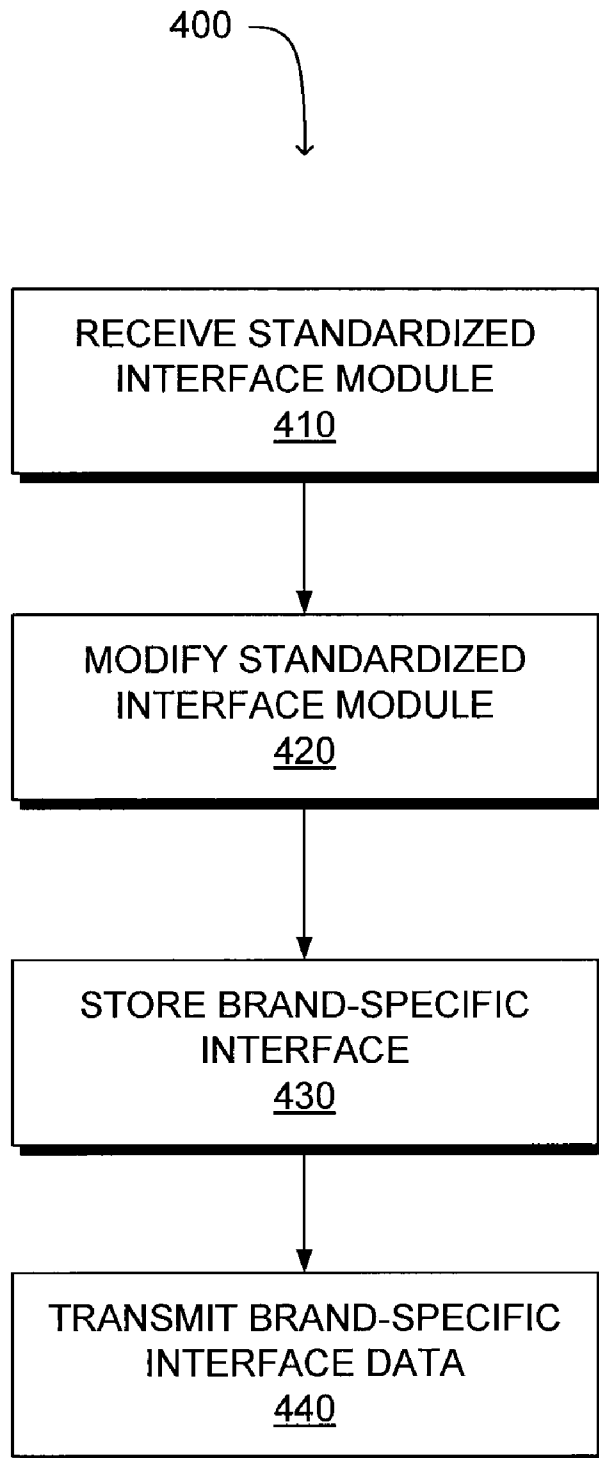 400
RECEIVE STANDARDIZED
INTERFACE MODULE
410
MODIFY STANDARDIZED
INTERFACE MODULE
420
STORE BRAND-SPECIFIC
INTERFACE
430
TRANSMIT BRAND-SPECIFIC
INTERFACE DATA
440